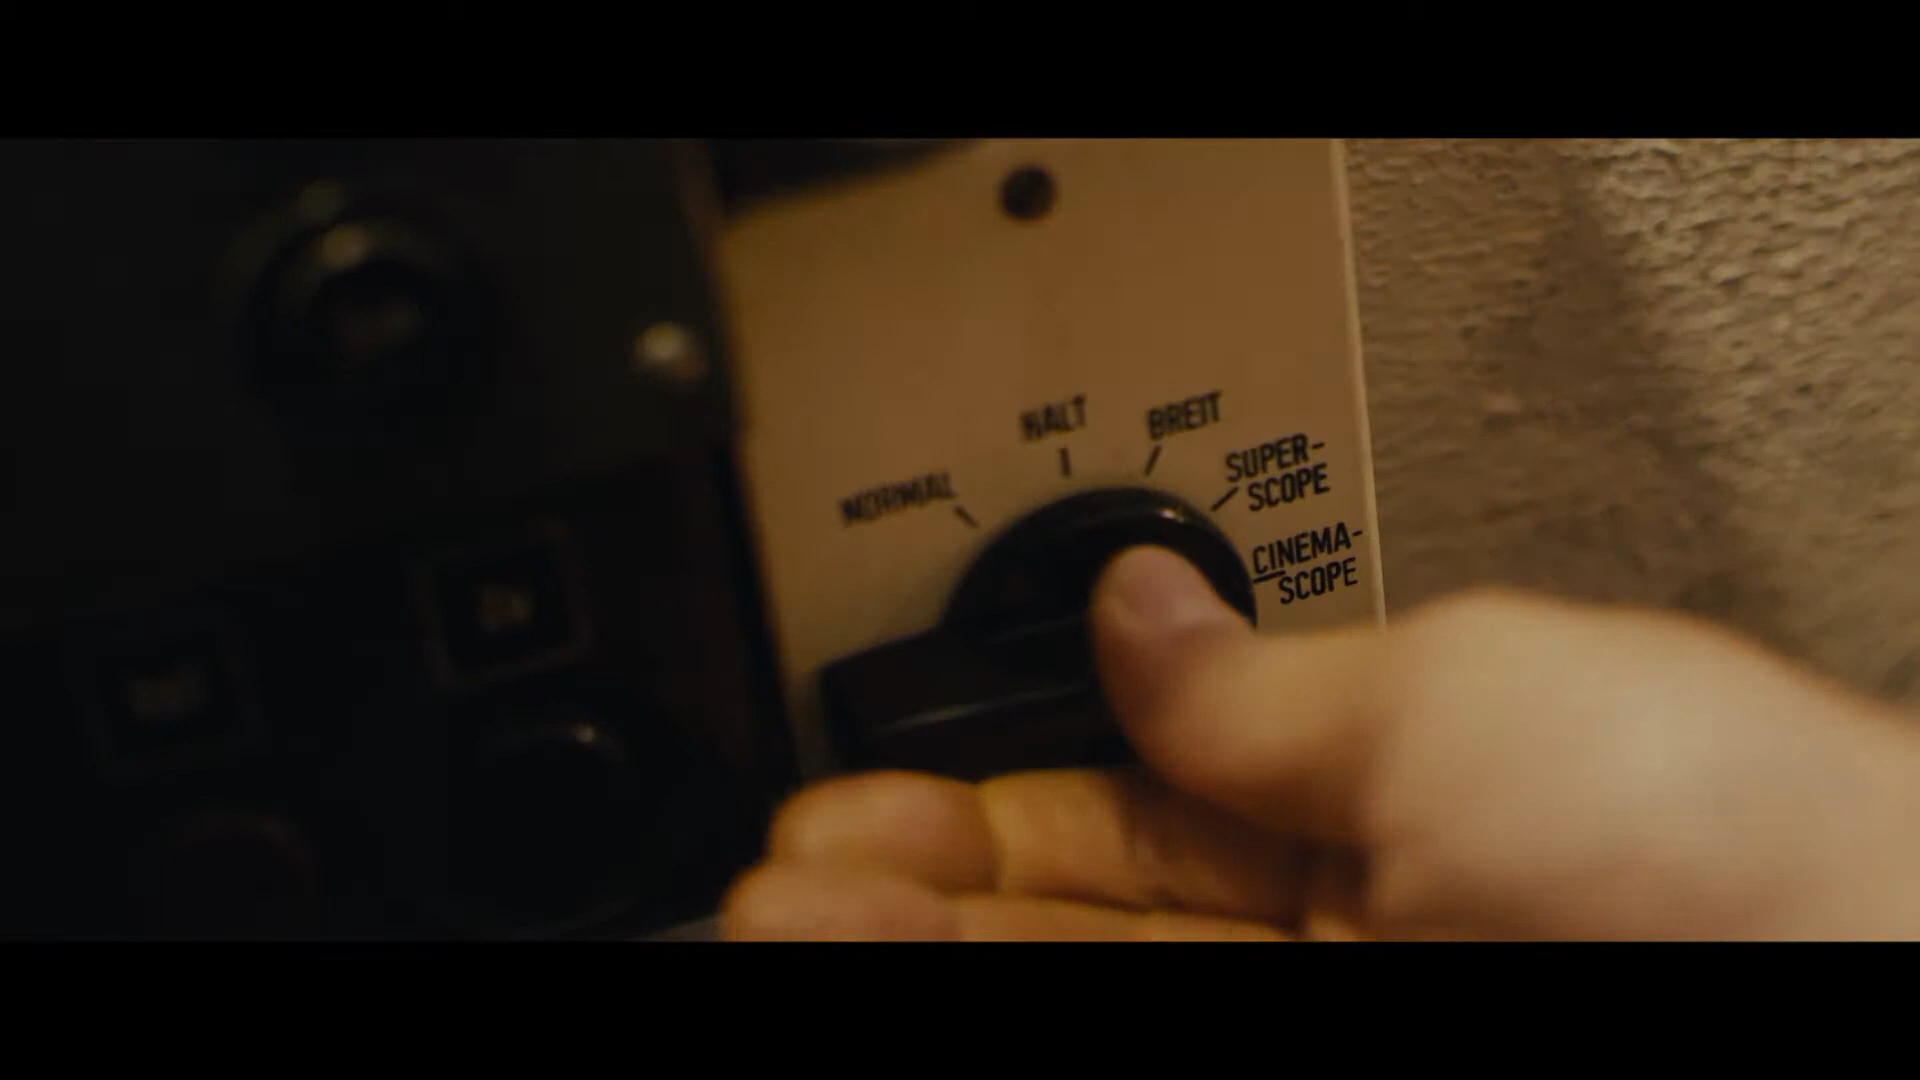 NORMAL
HALT
BREIT
SUPER-
SCOPE
CINEMA-
SCOPE